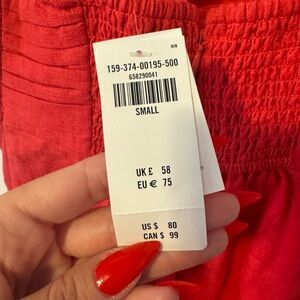 159-374-00195-500
658290041
SMALL
UK £ 58
EU € 75
US $ 80
CAN $ 99